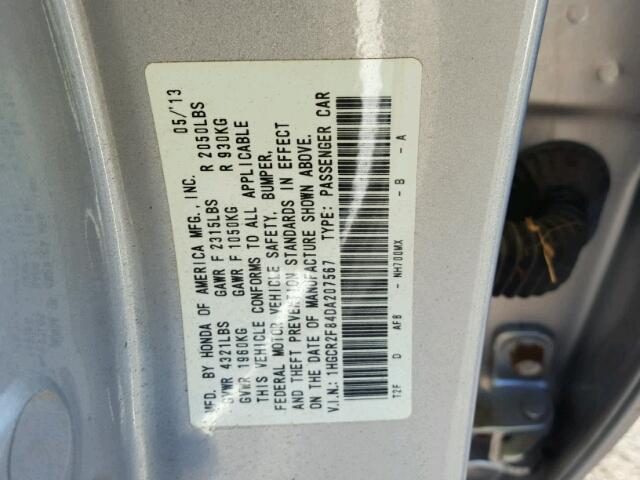 MFD. BY HONDA OF AMERICA MFG., INC. 05/'13
GVWR 4321LBS GAWR F 2315LBS R 2050LBS
GVWR 1960KG GAWR F 1050KG R 930KG
THIS VEHICLE CONFORMS TO ALL APPLICABLE
FEDERAL MOTOR VEHICLE SAFETY, BUMPER,
AND THEFT PREVENTION STANDARDS IN EFFECT
ON THE DATE OF MANUFACTURE SHOWN ABOVE.
V.I.N.: 1HGCR2F84DA207567 TYPE: PASSENGER CAR
T2F D AFB - NH700MX - B - A